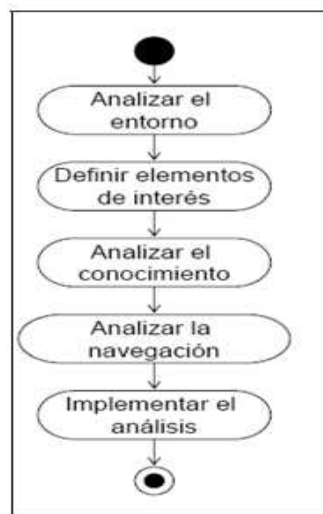 Analizar el
entorno
Definir elementos
de interés
Analizar el
conocimiento
Analizar la
navegación
Implementar el
análisis